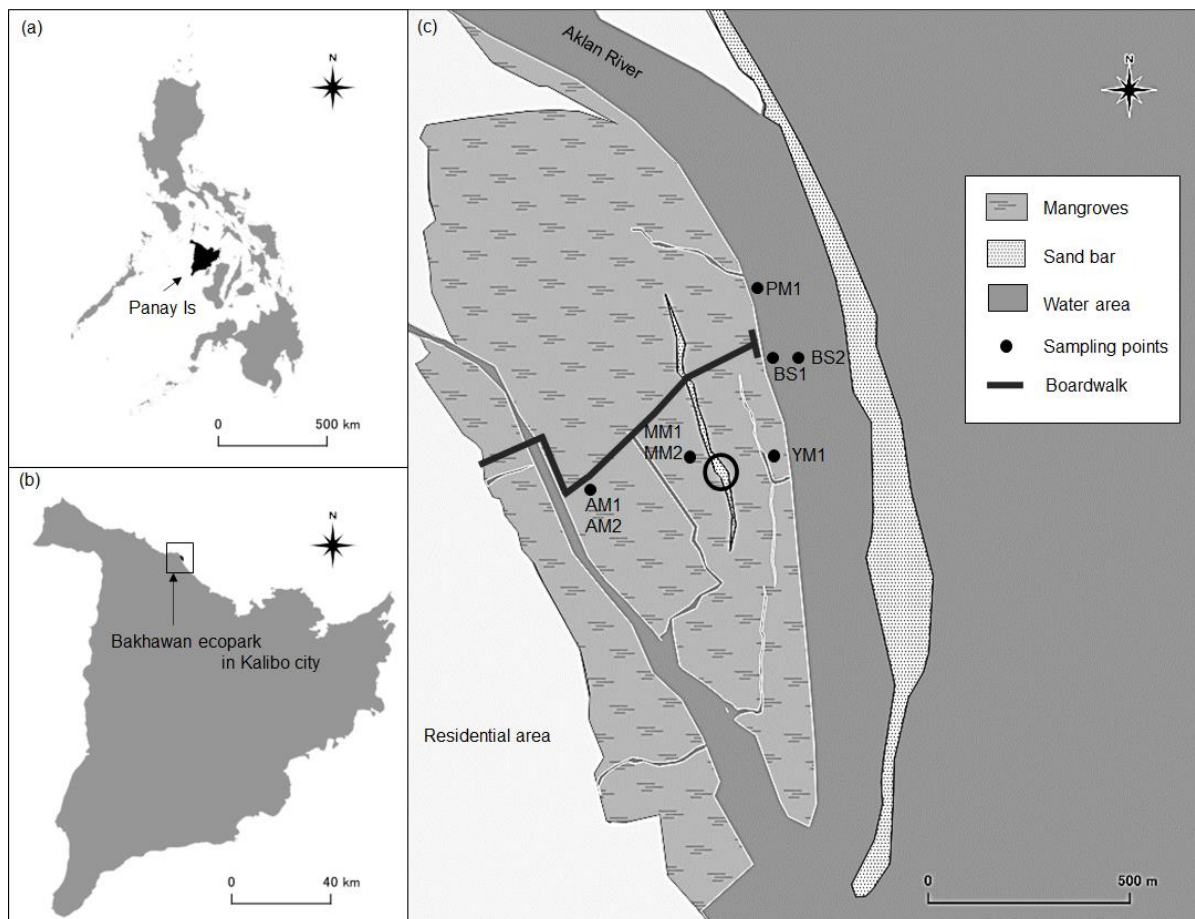 (a)
N
Panay Is
0
500 km
(b)
N
Bakhawan ecopark
in Kalibo city
0
40 km
(c)
Aklan River
N
Mangroves
Sand bar
Water area
Sampling points
Boardwalk
PM1
BS2
BS1
MM1
MM2
YM1
AM1
AM2
Residential area
0
500 m